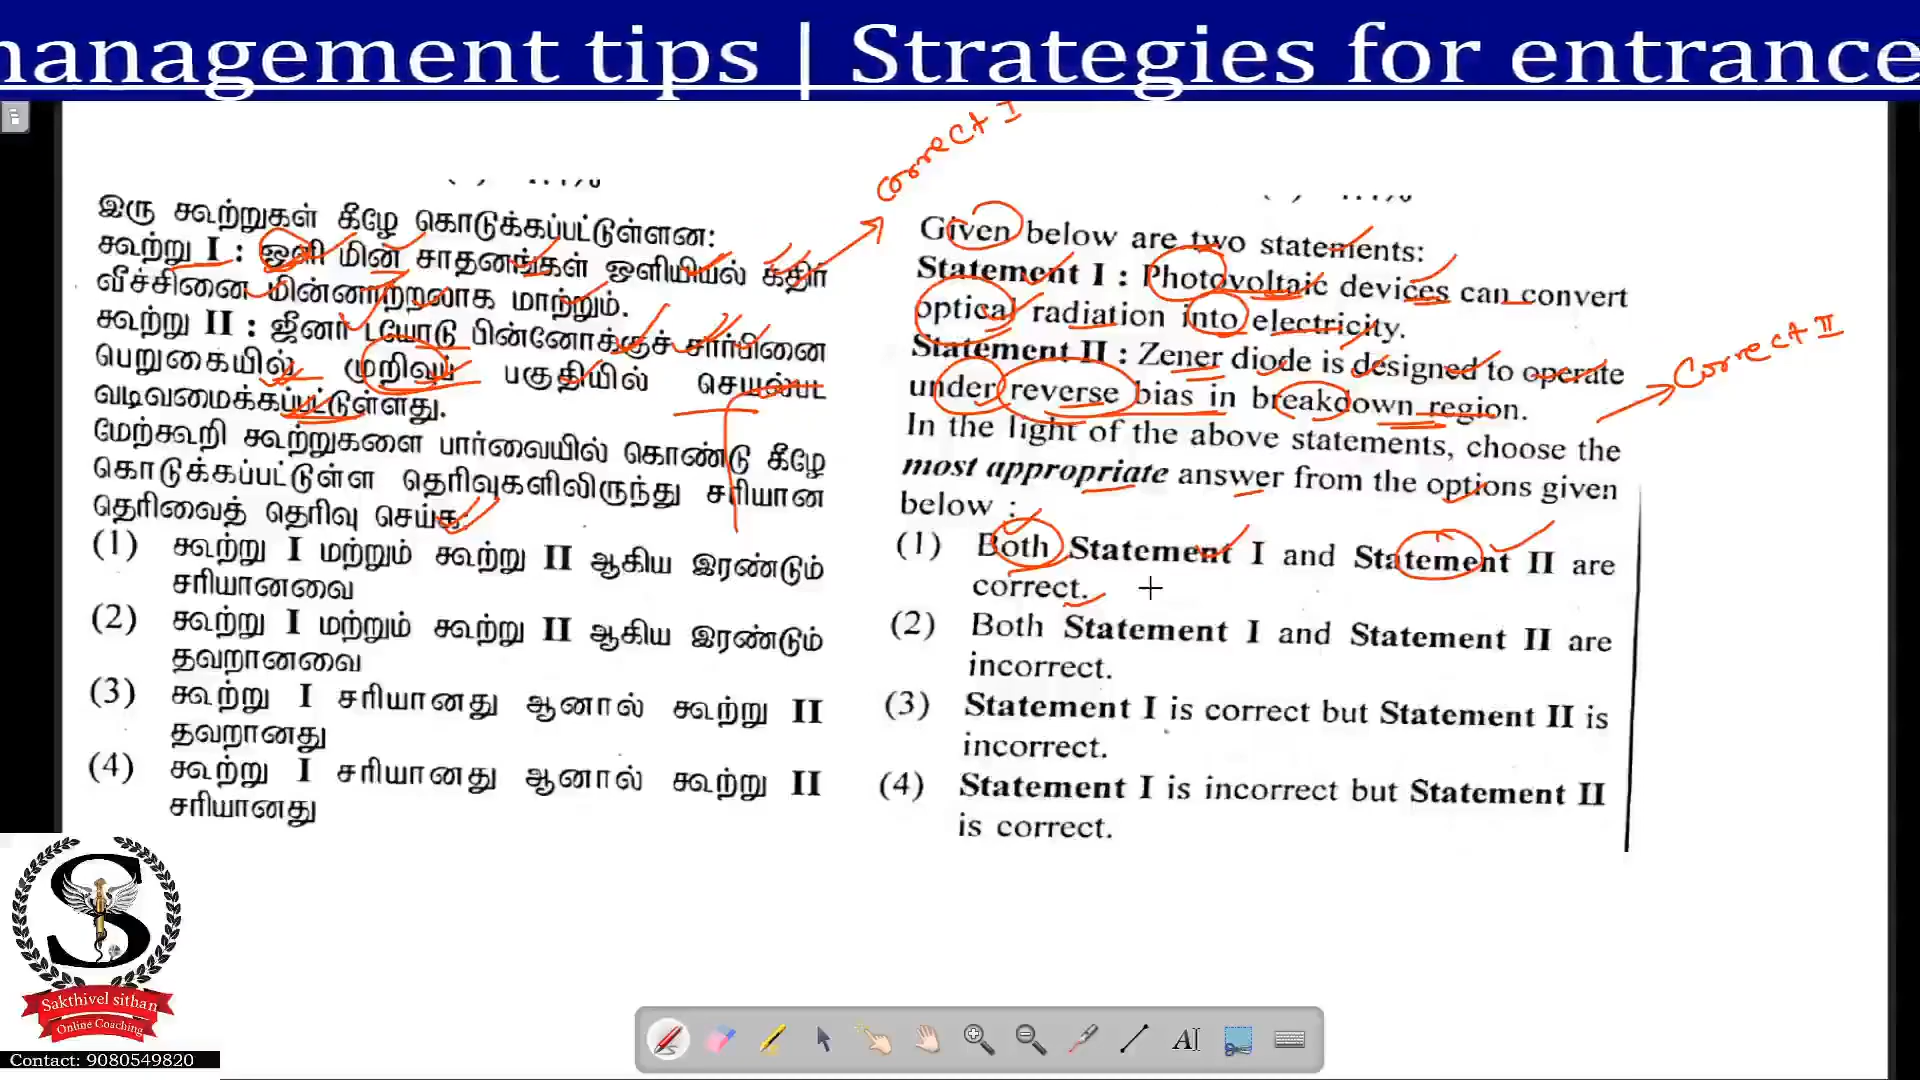 management tips | Strategies for entrance
correct I
இரு கூற்றுகள் கீழே கொடுக்கப்பட்டுள்ளன:
கூற்று I : ஒளி மின் சாதனங்கள் ஒளியியல் கதிர்
வீச்சினை மின்னாற்றலாக மாற்றும்.
கூற்று II : ஜீனர் டயோடு பின்னோக்குச் சார்பினை
பெறுகையில் முறிவுப் பகுதியில் செயல்பட
வடிவமைக்கப்பட்டுள்ளது.
மேற்கூறி கூற்றுகளை பார்வையில் கொண்டு கீழே
கொடுக்கப்பட்டுள்ள தெரிவுகளிலிருந்து சரியான
தெரிவைத் தெரிவு செய்க:
(1) கூற்று I மற்றும் கூற்று II ஆகிய இரண்டும்
சரியானவை
(2) கூற்று I மற்றும் கூற்று II ஆகிய இரண்டும்
தவறானவை
(3) கூற்று I சரியானது ஆனால் கூற்று II
தவறானது
(4) கூற்று I சரியானது ஆனால் கூற்று II
சரியானது
Given below are two statements:
Statement I : Photovoltaic devices can convert
optical radiation into electricity.
Statement II : Zener diode is designed to operate
under reverse bias in breakdown region.
correct II
In the light of the above statements, choose the
most appropriate answer from the options given
below :
(1) Both Statement I and Statement II are
correct.
(2) Both Statement I and Statement II are
incorrect.
(3) Statement I is correct but Statement II is
incorrect.
(4) Statement I is incorrect but Statement II
is correct.
S
Sakthivel sithan
Online Coaching
Contact: 9080549820
AI